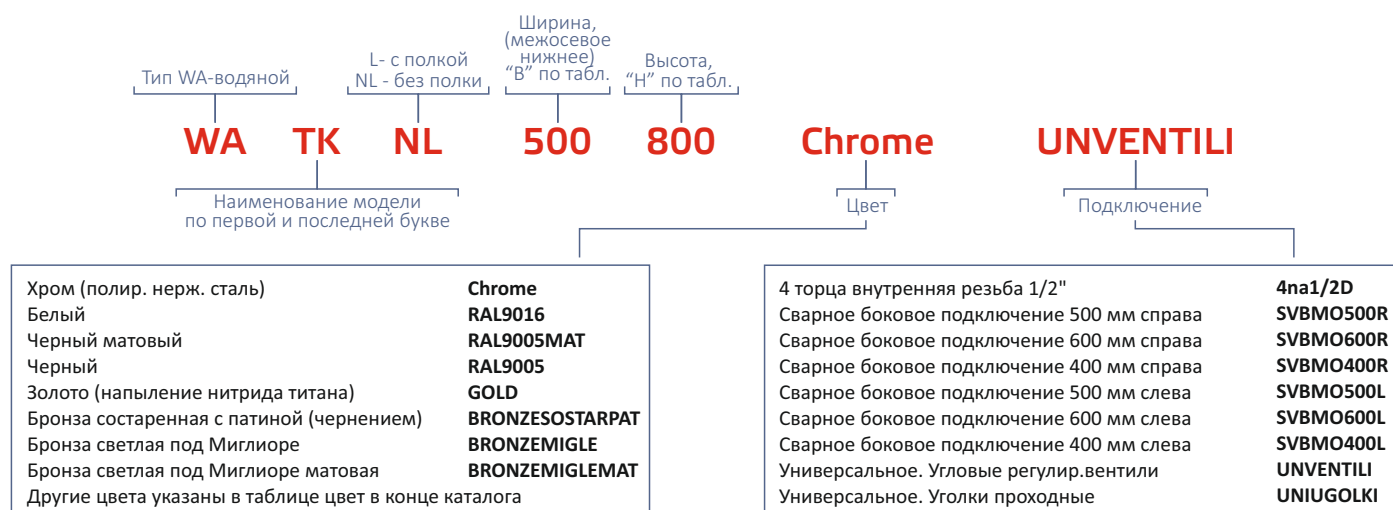 Ширина,
(межосевое
нижнее)
“В” по табл.
L- с полкой
NL - без полки
Высота,
“Н” по табл.
Тип WA-водяной
WA TK NL 500 800 Chrome UNVENTILI
Наименование модели
по первой и последней букве
Цвет
Подключение
Хром (полир. нерж. сталь) Chrome
Белый RAL9016
Черный матовый RAL9005MAT
Черный RAL9005
Золото (напыление нитрида титана) GOLD
Бронза состаренная с патиной (чернением) BRONZESOSTARPAT
Бронза светлая под Миглиоре BRONZEMIGLE
Бронза светлая под Миглиоре матовая BRONZEMIGLEMAT
Другие цвета указаны в таблице цвет в конце каталога
4 торца внутренняя резьба 1/2" 4na1/2D
Сварное боковое подключение 500 мм справа SVBMO500R
Сварное боковое подключение 600 мм справа SVBMO600R
Сварное боковое подключение 400 мм справа SVBMO400R
Сварное боковое подключение 500 мм слева SVBMO500L
Сварное боковое подключение 600 мм слева SVBMO600L
Сварное боковое подключение 400 мм слева SVBMO400L
Универсальное. Угловые регулир.вентили UNVENTILI
Универсальное. Уголки проходные UNIUGOLKI